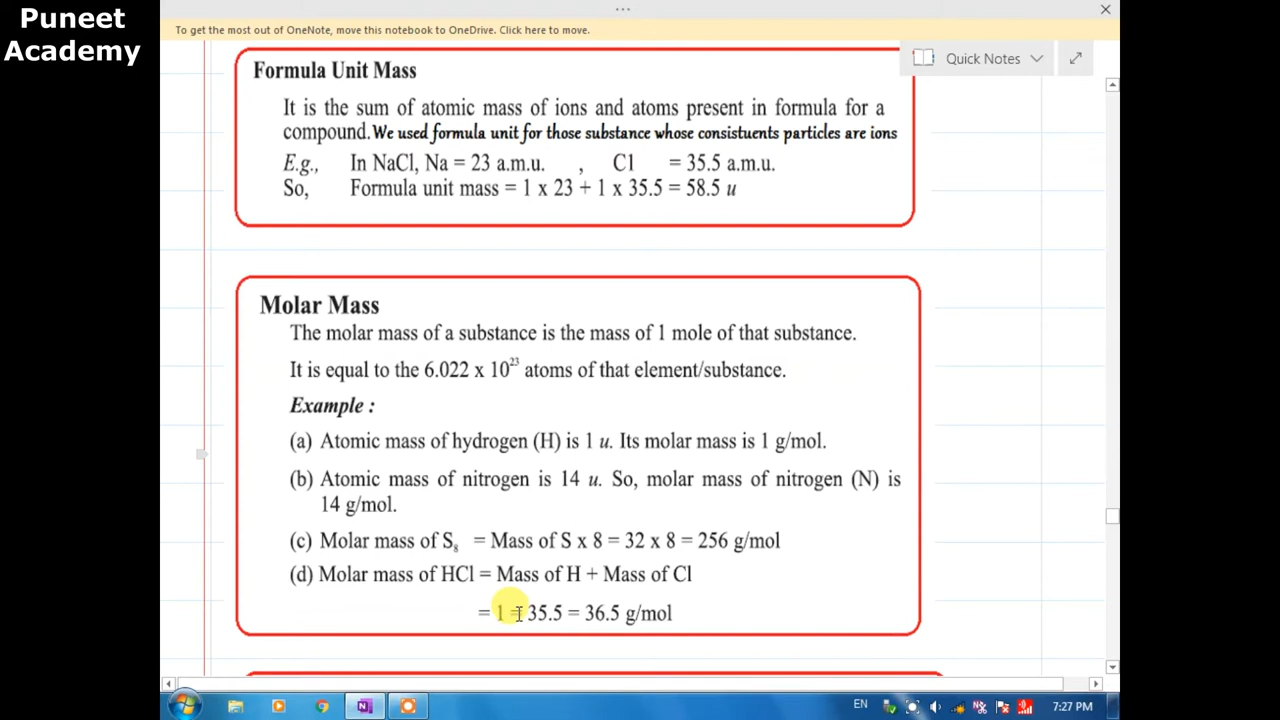 Puneet
Academy
To get the most out of OneNote, move this notebook to OneDrive. Click here to move.
Quick Notes
Formula Unit Mass
It is the sum of atomic mass of ions and atoms present in formula for a
compound. We used formula unit for those substance whose consistuents particles are ions
E.g., In NaCl, Na = 23 a.m.u. , Cl = 35.5 a.m.u.
So, Formula unit mass = 1 x 23 + 1 x 35.5 = 58.5 u
Molar Mass
The molar mass of a substance is the mass of 1 mole of that substance.
It is equal to the 6.022 x 10²³ atoms of that element/substance.
Example :
(a) Atomic mass of hydrogen (H) is 1 u. Its molar mass is 1 g/mol.
(b) Atomic mass of nitrogen is 14 u. So, molar mass of nitrogen (N) is
14 g/mol.
(c) Molar mass of S₈ = Mass of S x 8 = 32 x 8 = 256 g/mol
(d) Molar mass of HCl = Mass of H + Mass of Cl
= 1 + 35.5 = 36.5 g/mol
EN 7:27 PM